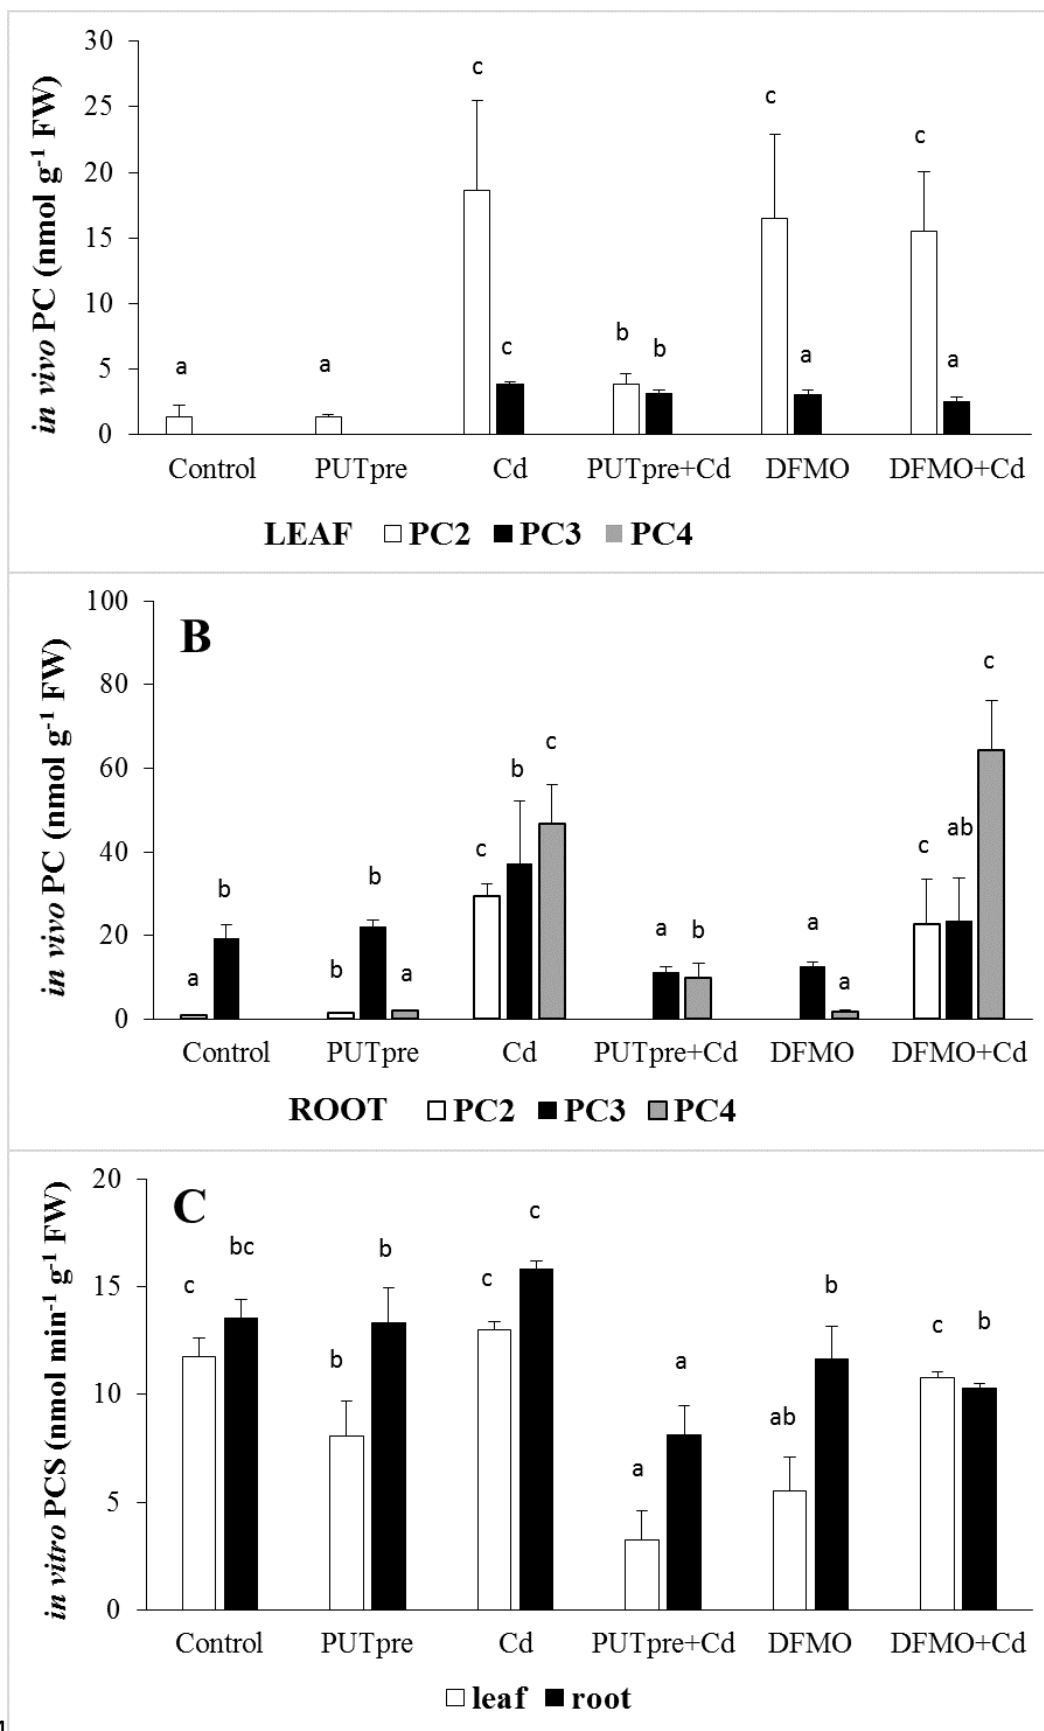 30
c
25
c
c
20
15
10
b
5
a
a
c
b
a
a
0
in vivo PC (nmol g-1 FW)
Control PUTpre Cd PUTpre+Cd DFMO DFMO+Cd
LEAF PC2 PC3 PC4
100
B
80
c
60
c
b
ab
40
c
c
b
b
20
a
b
a
a
b
a
a
0
in vivo PC (nmol g-1 FW)
Control PUTpre Cd PUTpre+Cd DFMO DFMO+Cd
ROOT PC2 PC3 PC4
20
C
c
bc
b
15
c
c
b
c
b
b
a
10
ab
a
5
0
in vitro PCS (nmol min-1 g-1 FW)
Control PUTpre Cd PUTpre+Cd DFMO DFMO+Cd
leaf root